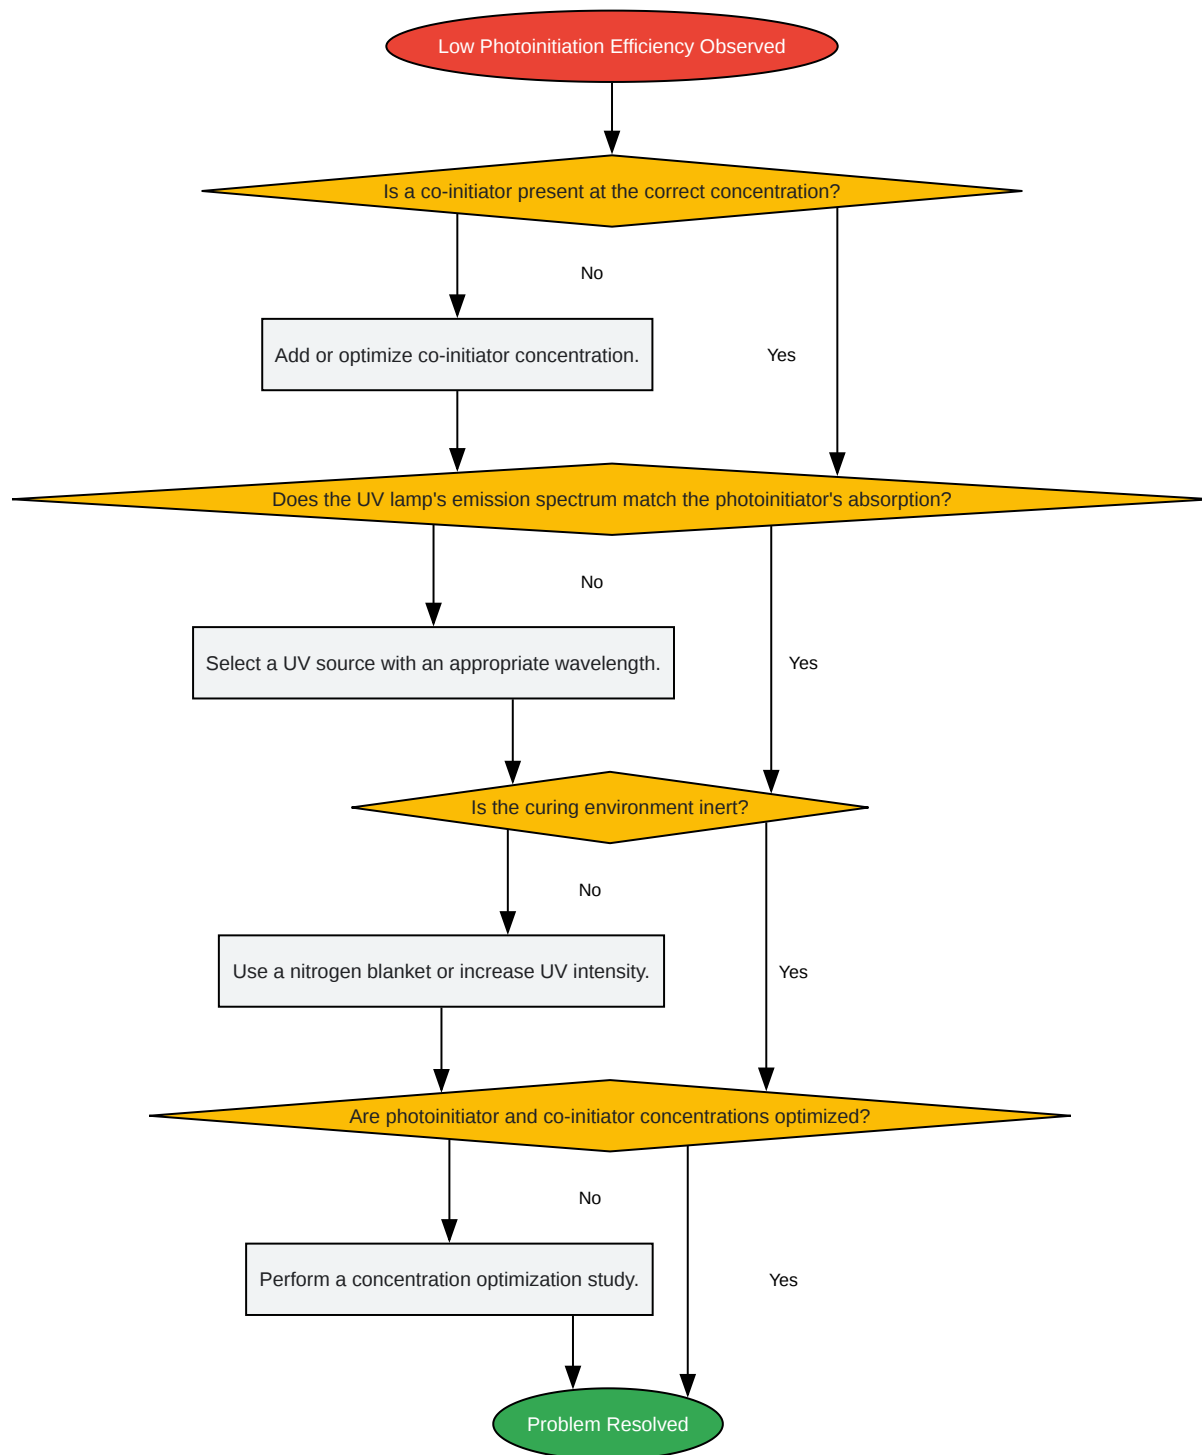 Low Photoinitiation Efficiency Observed
Is a co-initiator present at the correct concentration?
No
Add or optimize co-initiator concentration.
Yes
Does the UV lamp's emission spectrum match the photoinitiator's absorption?
No
Select a UV source with an appropriate wavelength.
Yes
Is the curing environment inert?
No
Use a nitrogen blanket or increase UV intensity.
Yes
Are photoinitiator and co-initiator concentrations optimized?
No
Perform a concentration optimization study.
Yes
Problem Resolved